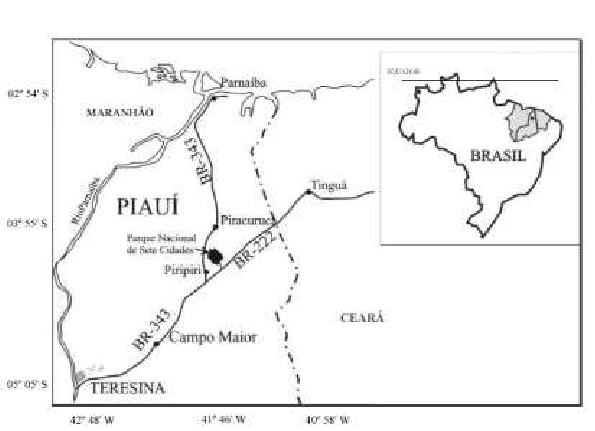 EQUADOR
BRASIL
02° 54' S
03° 55' S
05° 05' S
42° 48' W
41° 46' W
40° 58' W
Parnaíba
MARANHÃO
BR-343
Rio Parnaíba
PIAUÍ
Tinguá
Piracuruca
Parque Nacional
de Sete Cidades
BR-222
Piripiri
CEARÁ
BR-343
Campo Maior
TERESINA